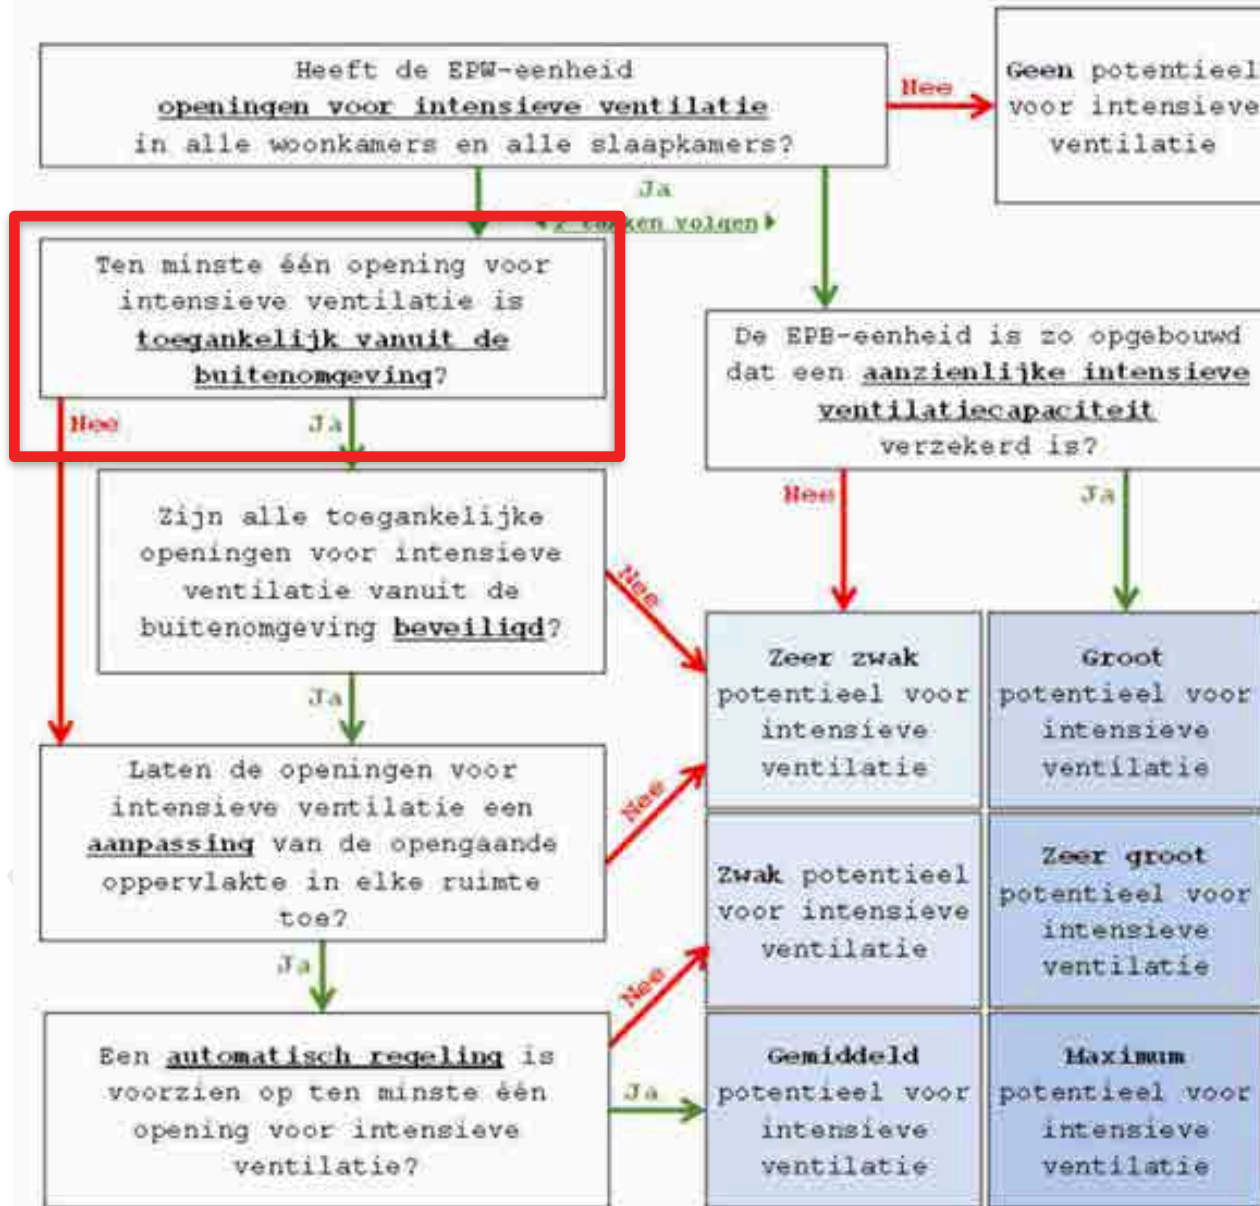 Heeft de EPW-eenheid
openingen voor intensieve ventilatie
in alle woonkamers en alle slaapkamers?
Nee
Geen potentieel
voor intensieve
ventilatie
Ja
takken volgen
Ten minste één opening voor
intensieve ventilatie is
toegankelijk vanuit de
buitenomgeving?
Nee
Ja
De EPB-eenheid is zo opgebouwd
dat een aanzienlijke intensieve
ventilatiecapaciteit
verzekerd is?
Nee
Ja
Zijn alle toegankelijke
openingen voor intensieve
ventilatie vanuit de
buitenomgeving beveiligd?
Nee
Ja
Zeer zwak
potentieel voor
intensieve
ventilatie
Groot
potentieel voor
intensieve
ventilatie
Laten de openingen voor
intensieve ventilatie een
aanpassing van de opengaande
oppervlakte in elke ruimte
toe?
Nee
Ja
Zwak potentieel
voor intensieve
ventilatie
Zeer groot
potentieel voor
intensieve
ventilatie
Een automatisch regeling is
voorzien op ten minste één
opening voor intensieve
ventilatie?
Nee
Ja
Gemiddeld
potentieel voor
intensieve
ventilatie
Maximum
potentieel voor
intensieve
ventilatie